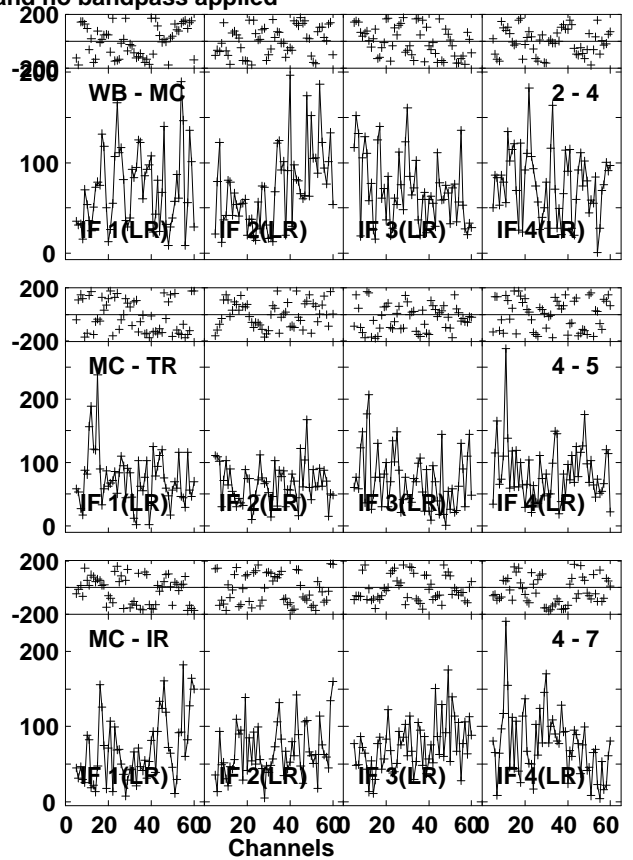 and no bandpass applied
200
-200
200
WB - MC
2 - 4
100
IF 1(LR) IF 2(LR) IF 3(LR) IF 4(LR)
0
200
-200
MC - TR
4 - 5
200
100
IF 1(LR) IF 2(LR) IF 3(LR) IF 4(LR)
0
200
-200
MC - IR
4 - 7
200
100
IF 1(LR) IF 2(LR) IF 3(LR) IF 4(LR)
0
0 20 40 60 0 20 40 60 0 20 40 60 0 20 40 60
Channels